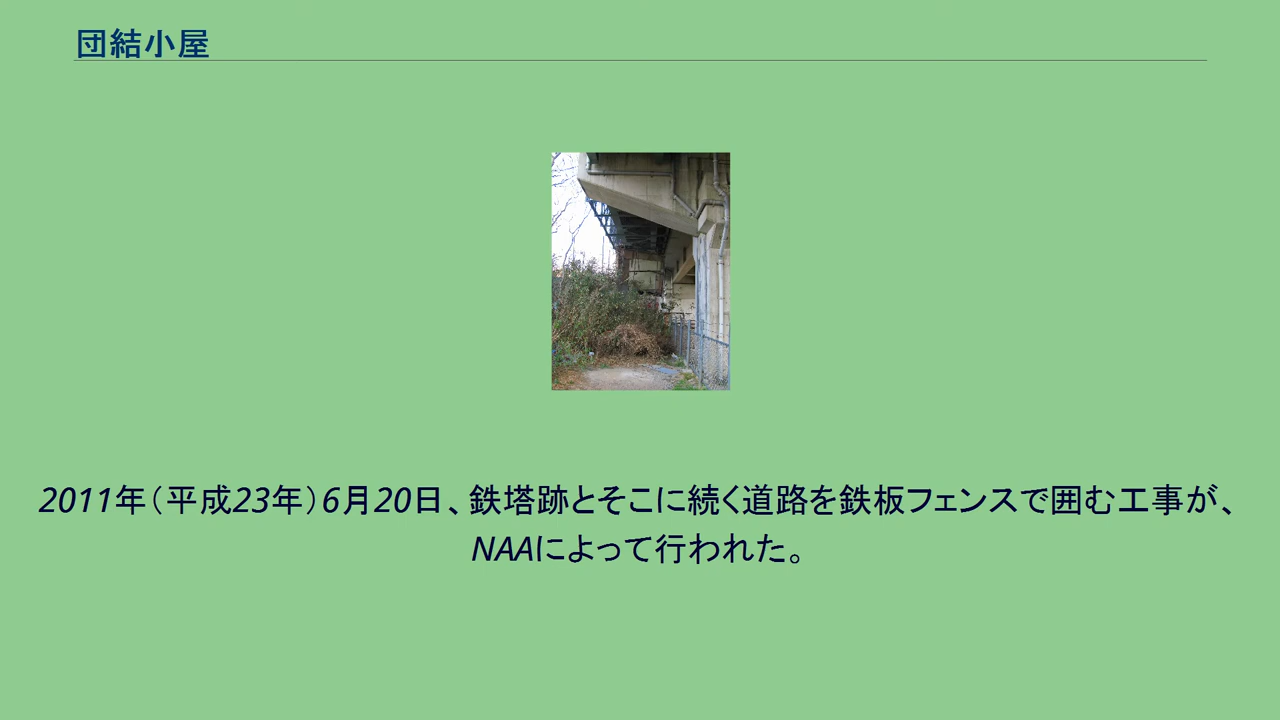 団結小屋
2011年（平成23年）6月20日、鉄塔跡とそこに続く道路を鉄板フェンスで囲む工事が、
NAAによって行われた。